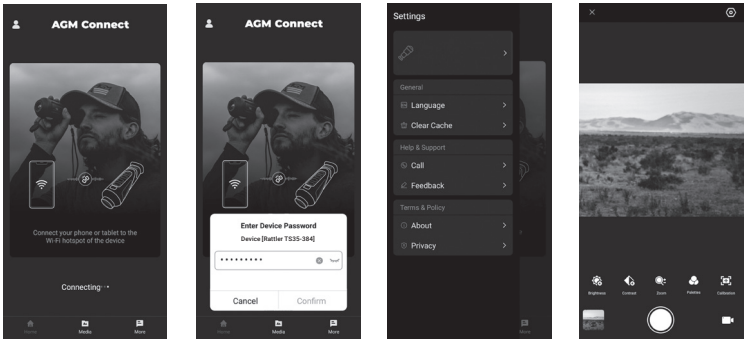 AGM Connect
Connect your phone or tablet to the
Wi-Fi hotspot of the device
Connecting···
Home
Media
More
AGM Connect
Enter Device Password
Device [Rattler TS35-384]
•••••••••
Cancel
Confirm
Home
Media
More
Settings
General
Language
Clear Cache
Help & Support
Call
Feedback
Terms & Policy
About
Privacy
More
Brightness
Contrast
Zoom
Palettes
Calibration